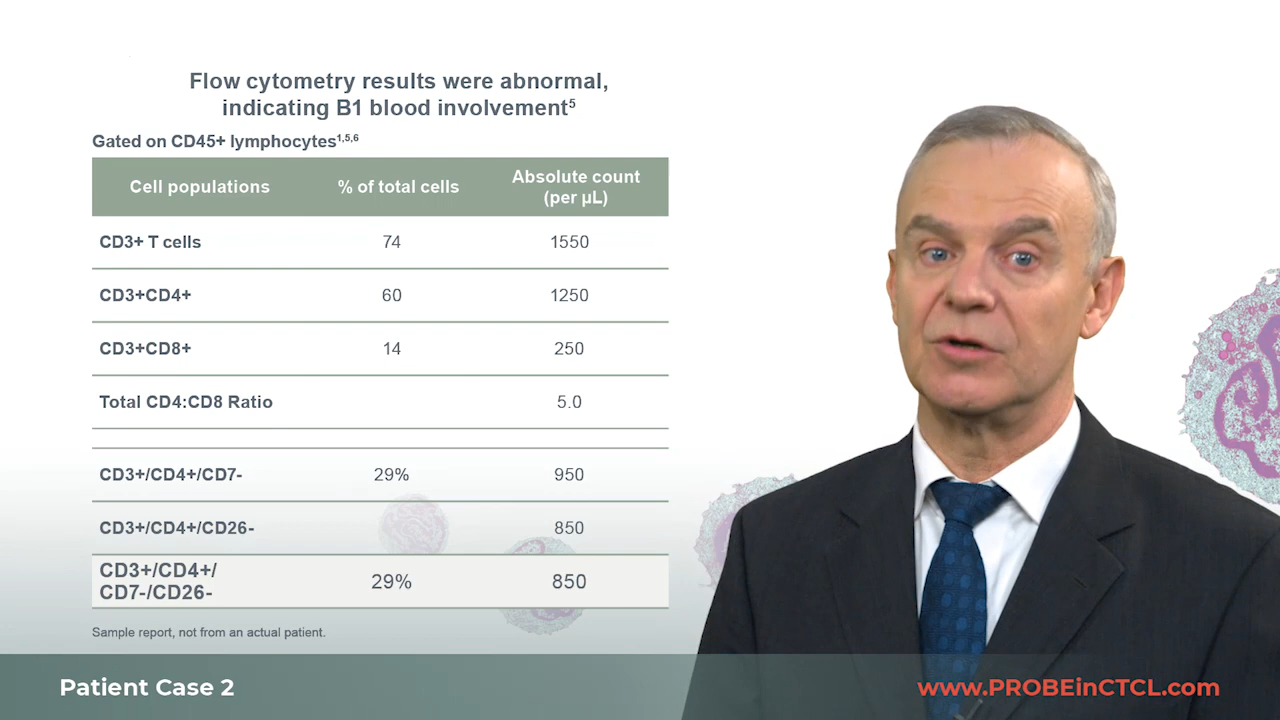 Flow cytometry results were abnormal,
indicating B1 blood involvement⁵
Gated on CD45+ lymphocytes¹,⁵,⁶
Cell populations % of total cells Absolute count (per µL)
CD3+ T cells 74 1550
CD3+CD4+ 60 1250
CD3+CD8+ 14 250
Total CD4:CD8 Ratio 5.0
CD3+/CD4+/CD7- 29% 950
CD3+/CD4+/CD26- 850
CD3+/CD4+/
CD7-/CD26- 29% 850
Sample report, not from an actual patient.
Patient Case 2
www.PROBEinCTCL.com